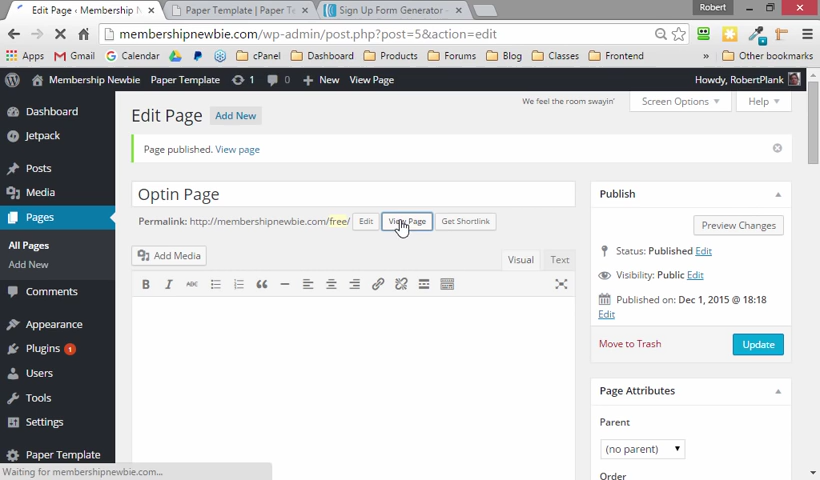 Robert
Edit Page ‹ Membership N
Paper Template | Paper Te
Sign Up Form Generator -
membershipnewbie.com/wp-admin/post.php?post=5&action=edit
Apps Gmail Calendar cPanel Dashboard Products Forums Blog Classes Frontend » Other bookmarks
Membership Newbie Paper Template 1 0 New View Page Howdy, RobertPlank
We feel the room swayin' Screen Options Help
Edit Page Add New
Page published. View page
Dashboard
Jetpack
Posts
Media
Pages
All Pages
Add New
Comments
Appearance
Plugins 1
Users
Tools
Settings
Paper Template
Optin Page
Permalink: http://membershipnewbie.com/free/ Edit View Page Get Shortlink
Add Media
Visual Text
B I ABC
Publish
Preview Changes
Status: Published Edit
Visibility: Public Edit
Published on: Dec 1, 2015 @ 18:18
Edit
Move to Trash Update
Page Attributes
Parent
(no parent)
Order
Waiting for membershipnewbie.com...